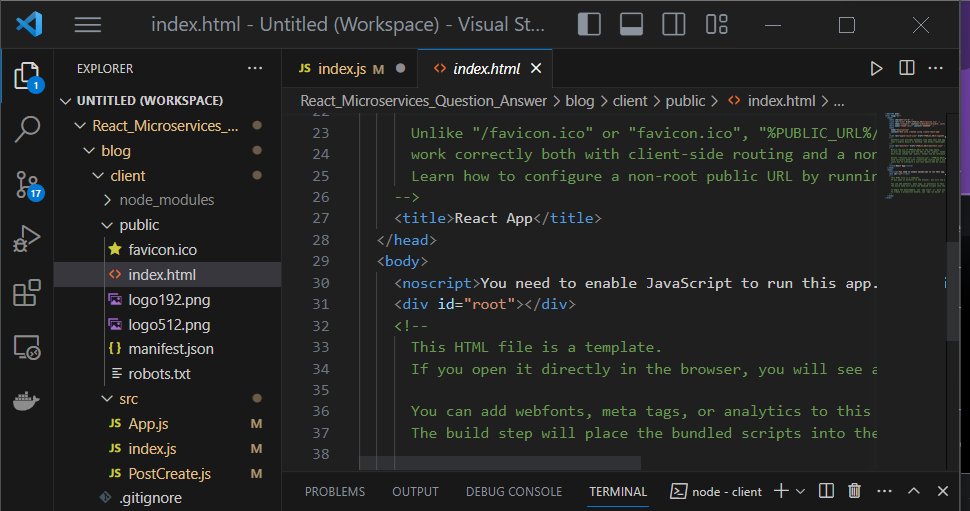 index.html - Untitled (Workspace) - Visual St...
EXPLORER
1
UNTITLED (WORKSPACE)
React_Microservices_...
blog
client
node_modules
public
favicon.ico
index.html
logo192.png
logo512.png
{} manifest.json
robots.txt
src
JS App.js M
JS index.js M
JS PostCreate.js M
.gitignore
17
JS index.js M
<> index.html
React_Microservices_Question_Answer > blog > client > public > <> index.html > ...
22
23 Unlike "/favicon.ico" or "favicon.ico", "%PUBLIC_URL%/
24 work correctly both with client-side routing and a non
25 Learn how to configure a non-root public URL by runnin
26 -->
27 <title>React App</title>
28 </head>
29 <body>
30 <noscript>You need to enable JavaScript to run this app.
31 <div id="root"></div>
32 <!--
33 This HTML file is a template.
34 If you open it directly in the browser, you will see a
35
36 You can add webfonts, meta tags, or analytics to this
37 The build step will place the bundled scripts into the
38
PROBLEMS OUTPUT DEBUG CONSOLE TERMINAL node - client